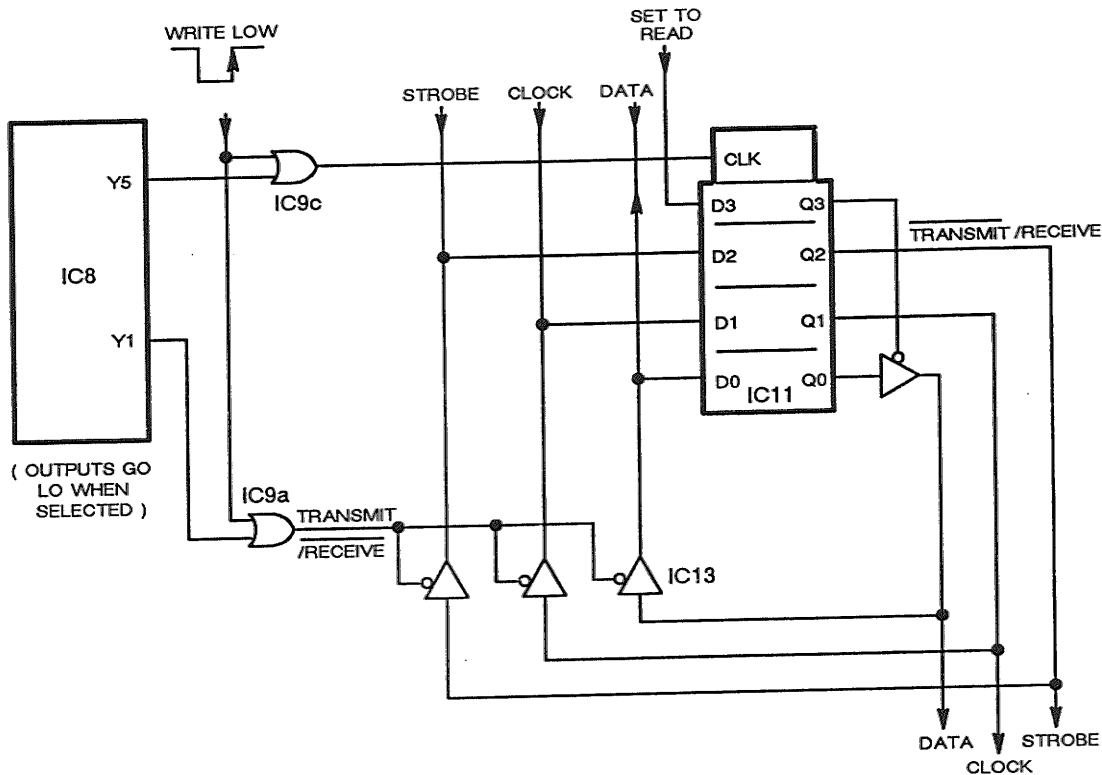 WRITE LOW
SET TO
READ
STROBE
CLOCK
DATA
CLK
Y5
IC9c
D3
Q3
TRANSMIT /RECEIVE
D2
Q2
IC8
D1
Q1
Y1
D0
Q0
IC11
( OUTPUTS GO
LO WHEN
SELECTED )
IC9a
TRANSMIT
/RECEIVE
IC13
DATA
CLOCK
STROBE